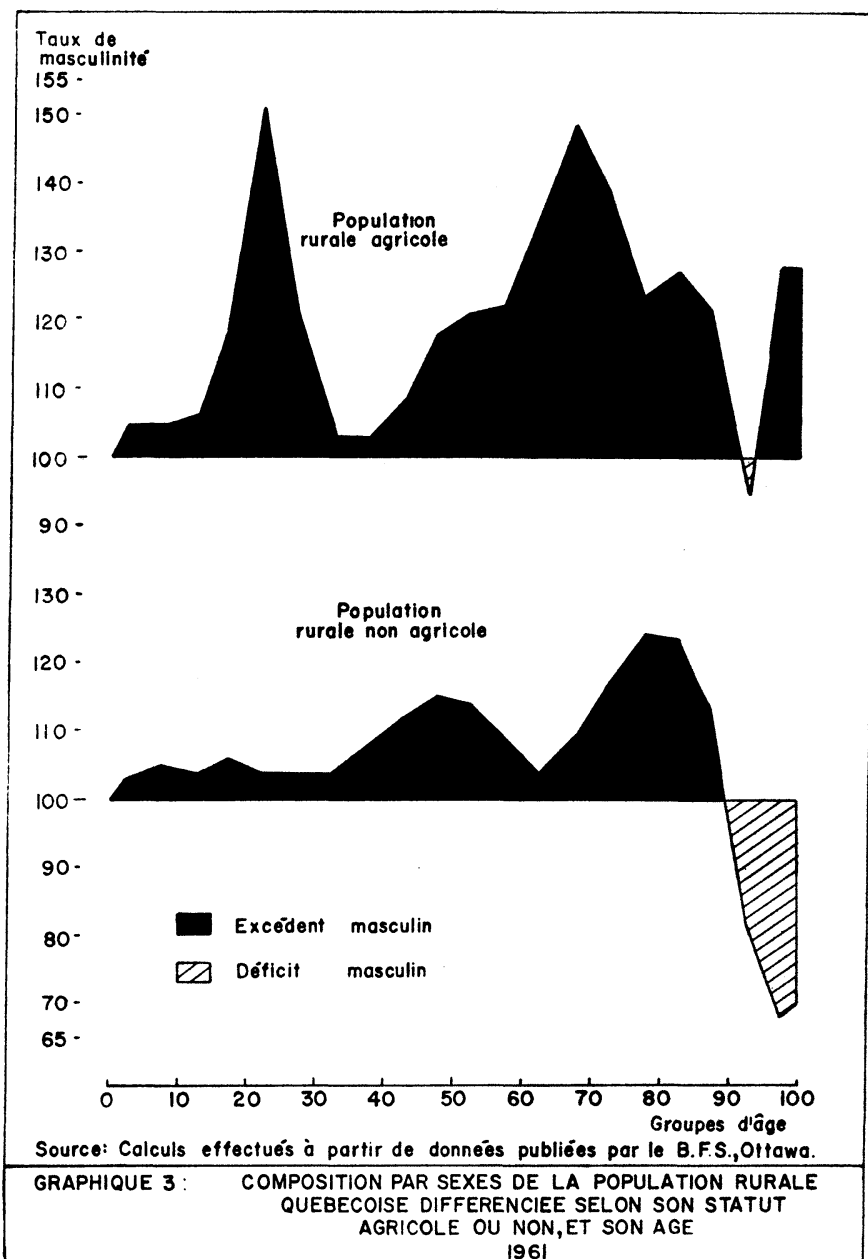 Taux de
masculinité
155
150
140
130
120
110
100
90
Population
rurale agricole
130
120
110
100
90
80
70
65
Population
rurale non agricole
Excédent masculin
Déficit masculin
0 10 20 30 40 50 60 70 80 90 100
Groupes d'âge
Source: Calculs effectués à partir de données publiées par le B.F.S.,Ottawa.
GRAPHIQUE 3 : COMPOSITION PAR SEXES DE LA POPULATION RURALE
QUEBECOISE DIFFERENCIEE SELON SON STATUT
AGRICOLE OU NON, ET SON AGE
1961